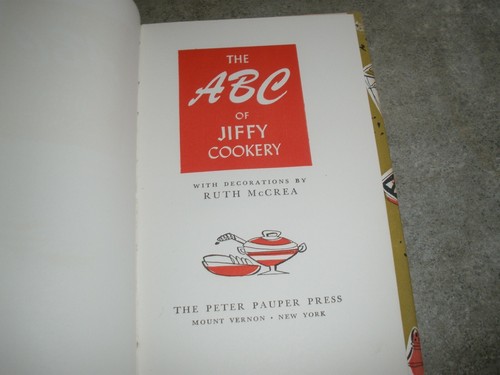 THE
ABC
OF
JIFFY
COOKERY
WITH DECORATIONS BY
RUTH McCREA
THE PETER PAUPER PRESS
MOUNT VERNON • NEW YORK